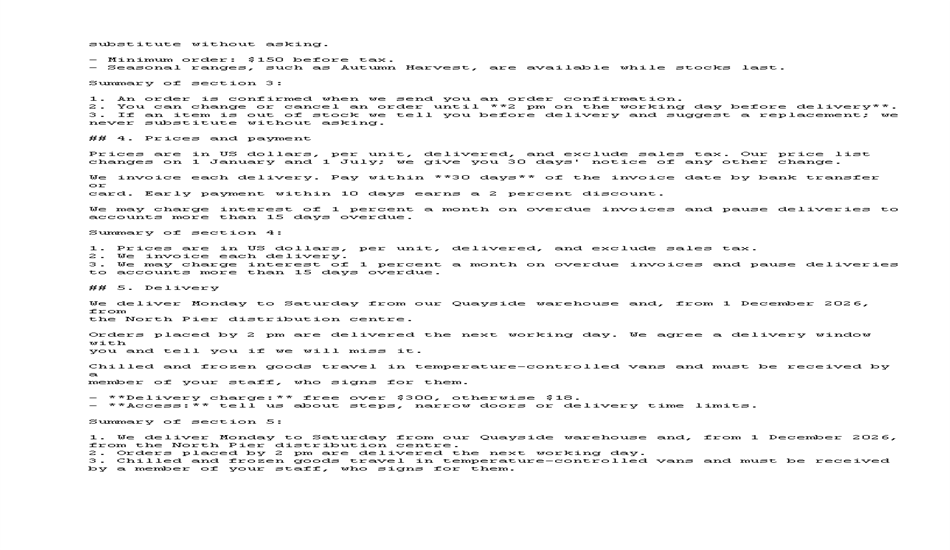 substitute without asking.
- Minimum order: $150 before tax.
- Seasonal ranges, such as Autumn Harvest, are available while stocks last.
Summary of section 3:
1. An order is confirmed when we send you an order confirmation.
2. You can change or cancel an order until **2 pm on the working day before delivery**.
3. If an item is out of stock we tell you before delivery and suggest a replacement; we
never substitute without asking.
## 4. Prices and payment
Prices are in US dollars, per unit, delivered, and exclude sales tax. Our price list
changes on 1 January and 1 July; we give you 30 days' notice of any other change.
We invoice each delivery. Pay within **30 days** of the invoice date by bank transfer
or
card. Early payment within 10 days earns a 2 percent discount.
We may charge interest of 1 percent a month on overdue invoices and pause deliveries to
accounts more than 15 days overdue.
Summary of section 4:
1. Prices are in US dollars, per unit, delivered, and exclude sales tax.
2. We invoice each delivery.
3. We may charge interest of 1 percent a month on overdue invoices and pause deliveries
to accounts more than 15 days overdue.
## 5. Delivery
We deliver Monday to Saturday from our Quayside warehouse and, from 1 December 2026,
from
the North Pier distribution centre.
Orders placed by 2 pm are delivered the next working day. We agree a delivery window
with
you and tell you if we will miss it.
Chilled and frozen goods travel in temperature-controlled vans and must be received by
a
member of your staff, who signs for them.
- **Delivery charge:** free over $300, otherwise $18.
- **Access:** tell us about steps, narrow doors or delivery time limits.
Summary of section 5:
1. We deliver Monday to Saturday from our Quayside warehouse and, from 1 December 2026,
from the North Pier distribution centre.
2. Orders placed by 2 pm are delivered the next working day.
3. Chilled and frozen goods travel in temperature-controlled vans and must be received
by a member of your staff, who signs for them.